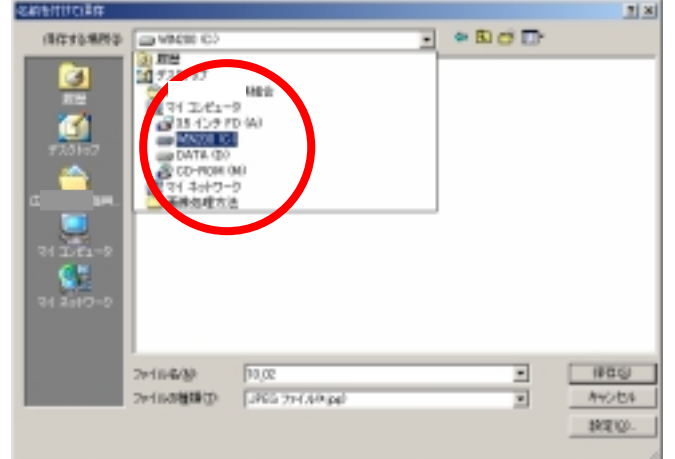 名前を付けて保存
保存する場所(I):
WIN200 (C:)
履歴
デスクトップ
マイ コンピュータ
3.5 インチ FD (A:)
WIN200 (C:)
DATA (D:)
CD-ROM (M:)
マイ ネットワーク
画像処理方法
履歴
デスクトップ
マイ コンピュータ
マイ ネットワーク
ファイル名(N):
10_02
保存(S)
ファイルの種類(T):
JPEG ファイル(*.jpg)
キャンセル
設定(O)...